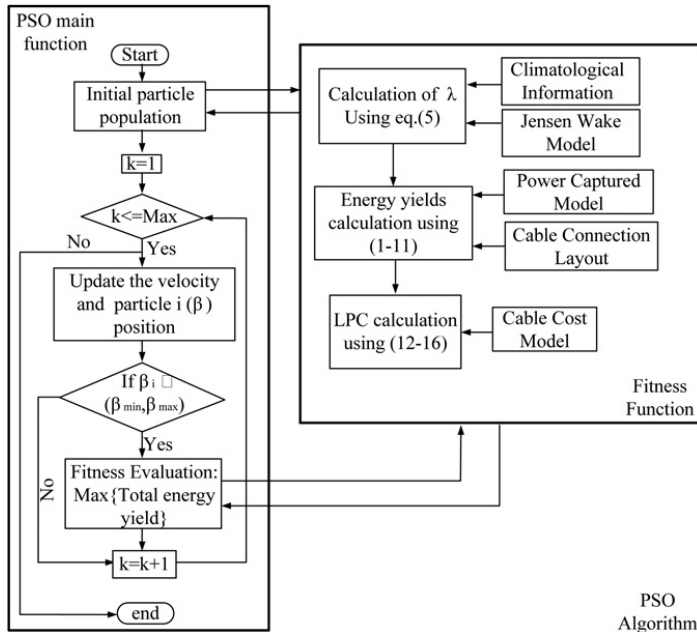 PSO main
function
Start
Initial particle
population
k=1
k<=Max
No
Yes
Update the velocity
and particle i (β)
position
If β i □
(β min,β max)
Yes
No
Fitness Evaluation:
Max{Total energy
yield}
k=k+1
end
Calculation of λ
Using eq.(5)
Climatological
Information
Jensen Wake
Model
Energy yields
calculation using
(1-11)
Power Captured
Model
Cable Connection
Layout
LPC calculation
using (12-16)
Cable Cost
Model
Fitness
Function
PSO
Algorithm